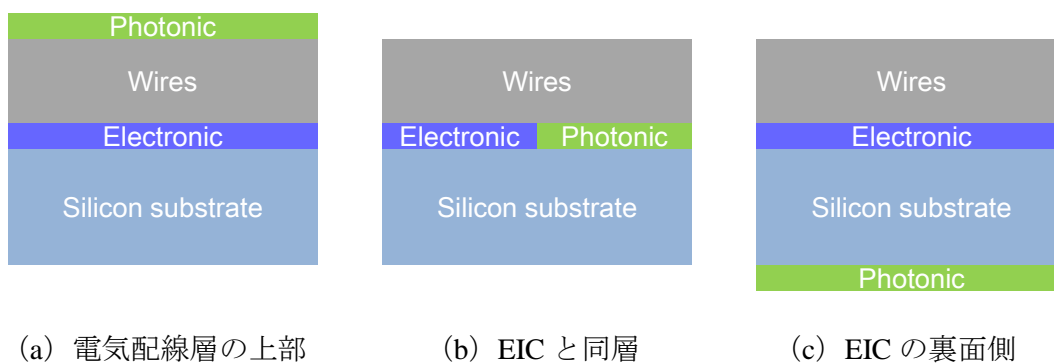 Photonic
Wires
Electronic
Silicon substrate
(a) 電気配線層の上部
Wires
Electronic Photonic
Silicon substrate
(b) EIC と同層
Wires
Electronic
Silicon substrate
Photonic
(c) EIC の裏面側